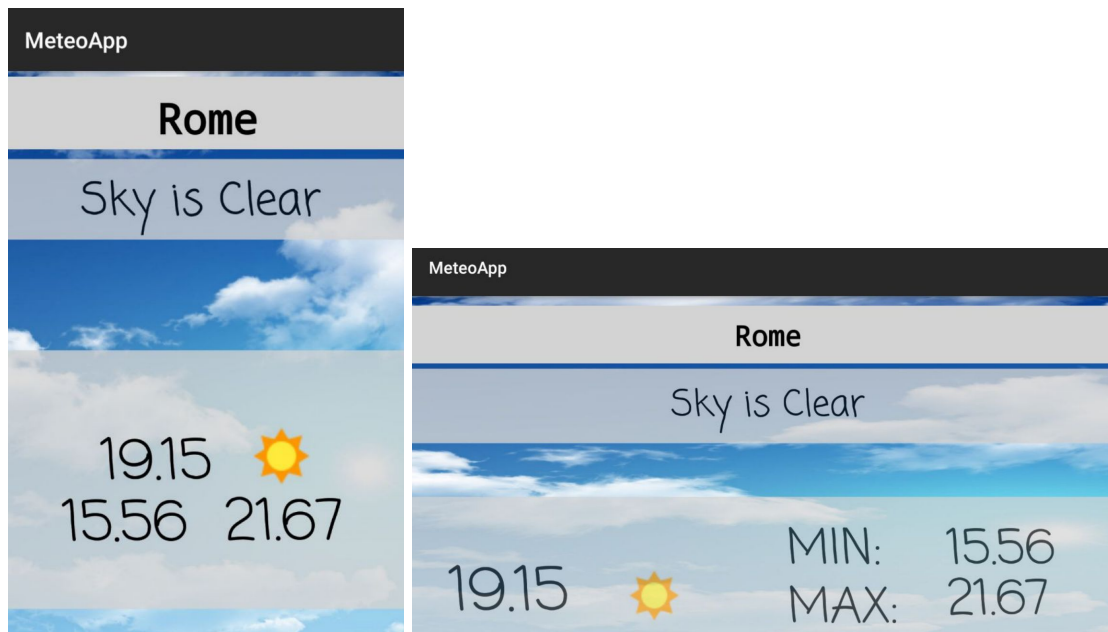 MeteoApp
Rome
Sky is Clear
19.15
15.56 21.67
MeteoApp
Rome
Sky is Clear
19.15
MIN: 15.56
MAX: 21.67